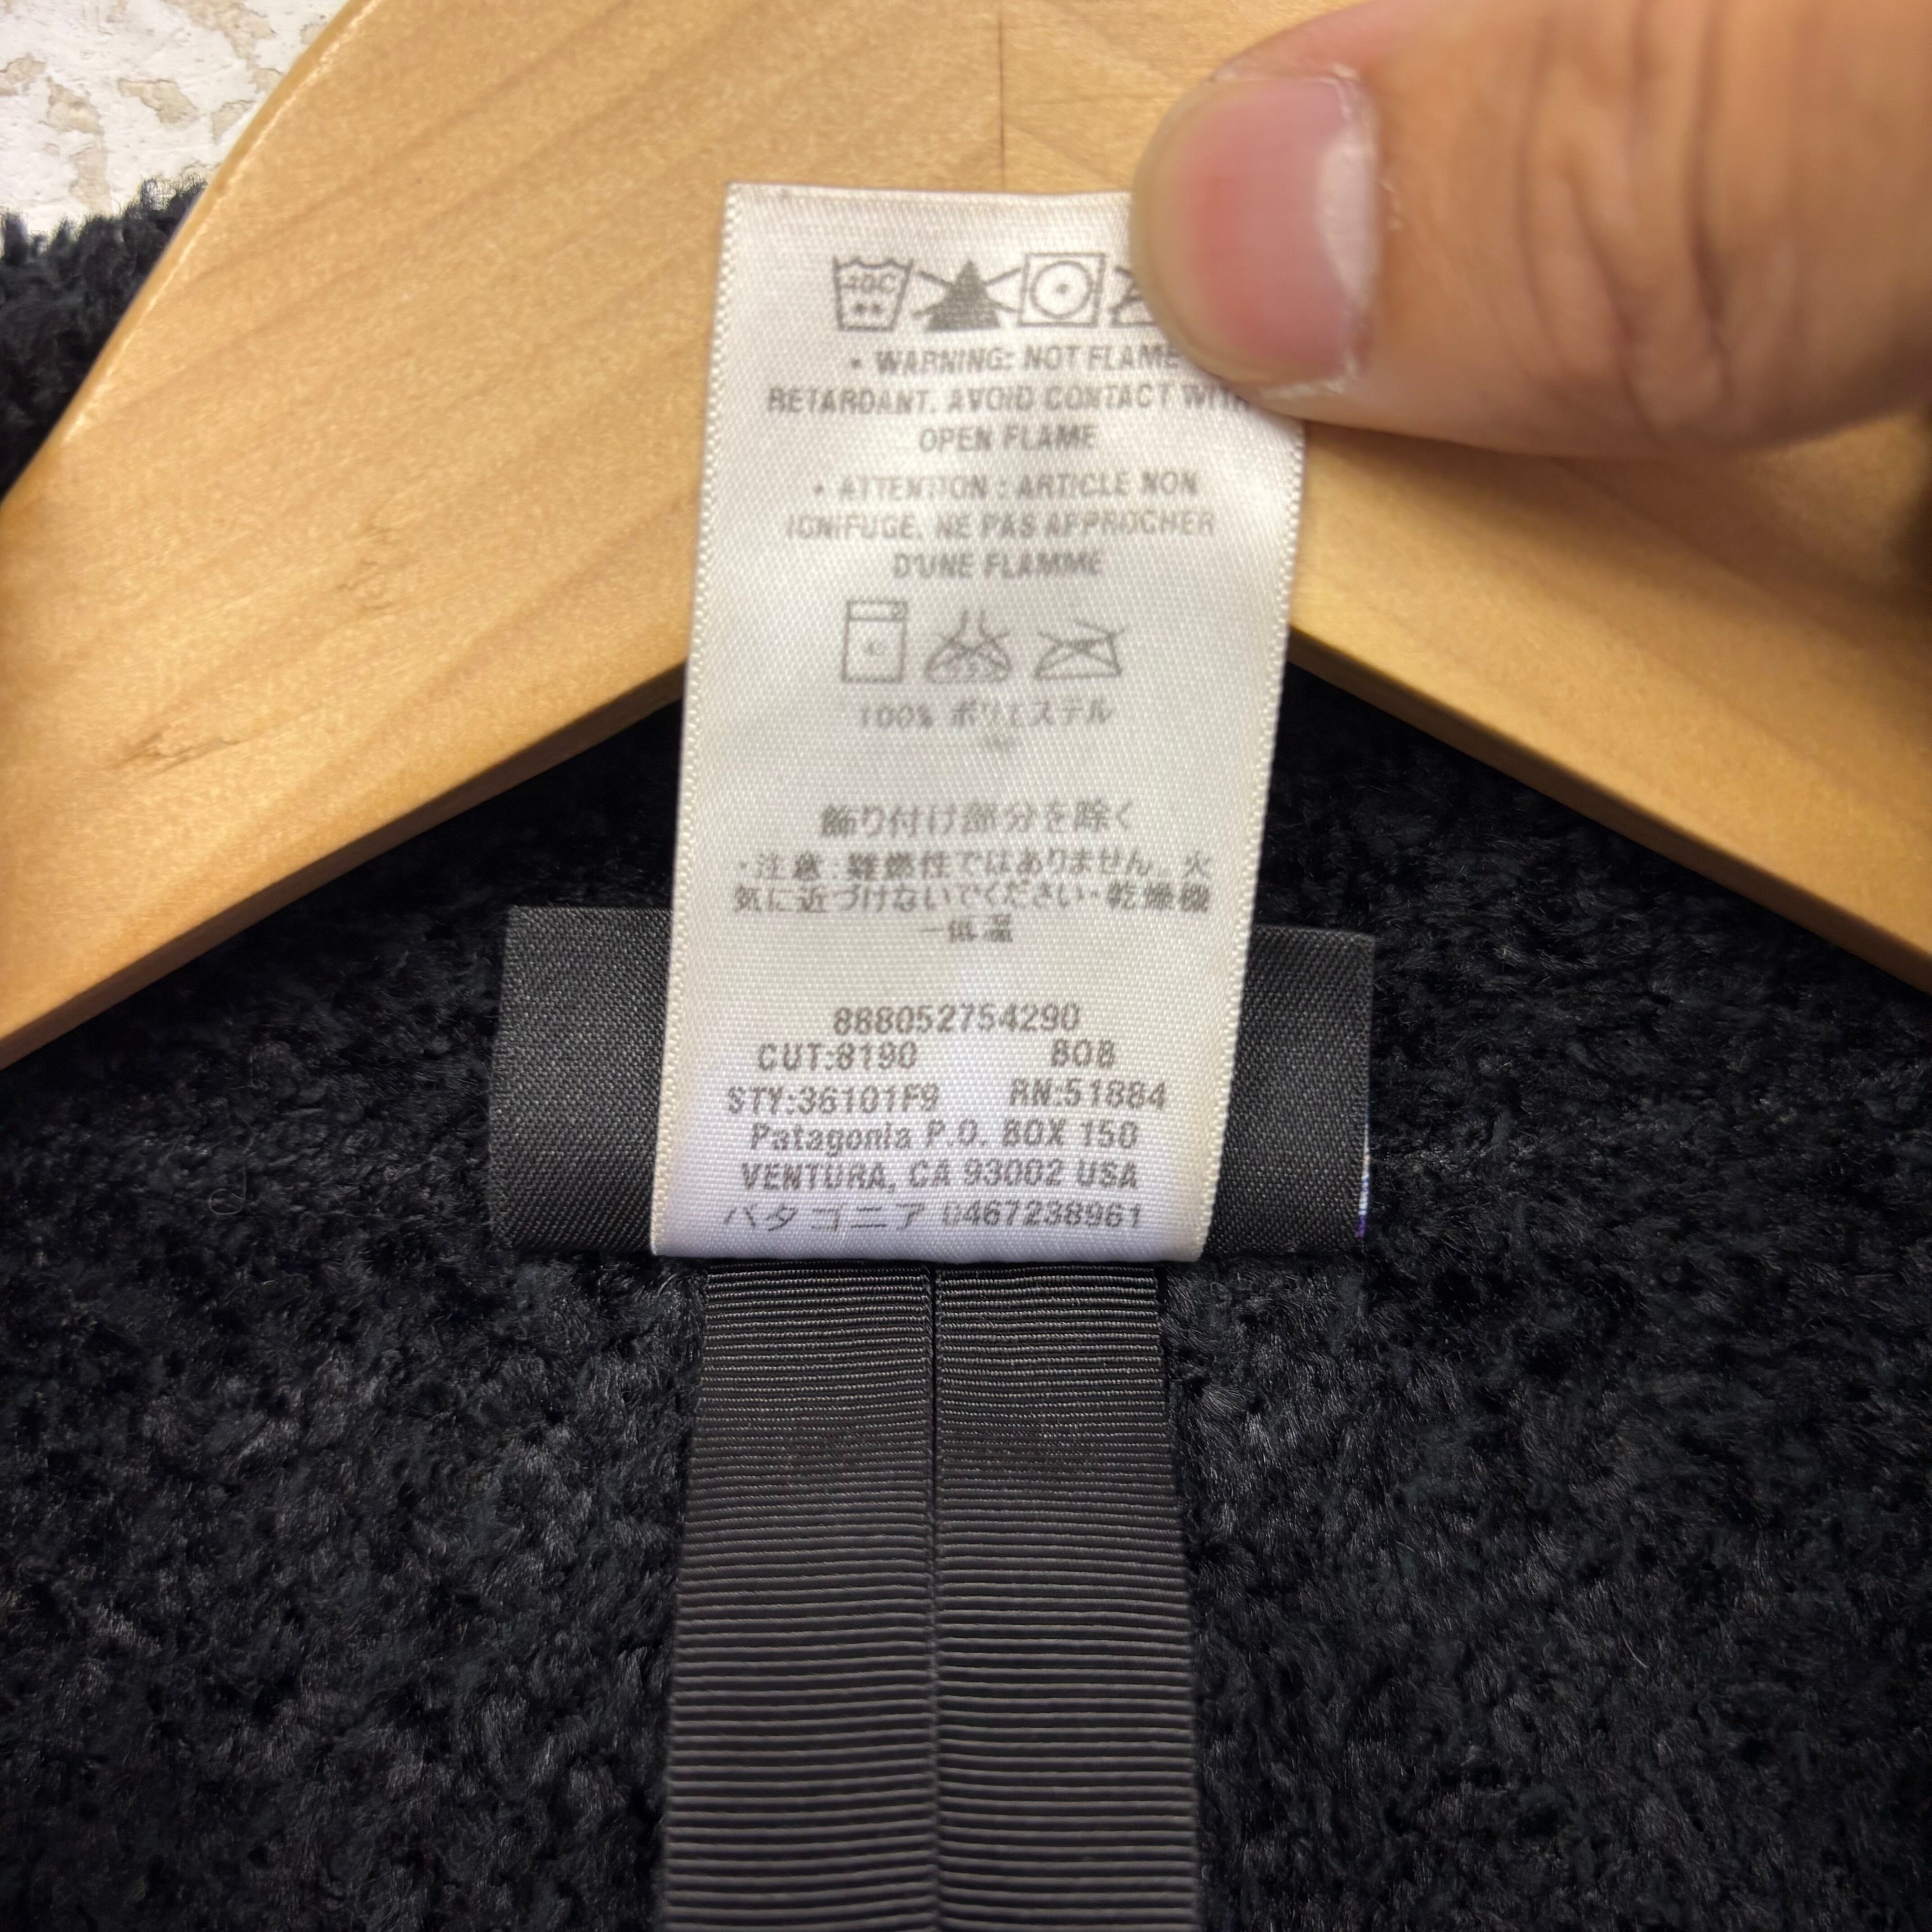 40C
• WARNING: NOT FLAME
RETARDANT. AVOID CONTACT WITH
OPEN FLAME
• ATTENTION : ARTICLE NON
IGNIFUGE. NE PAS APPROCHER
D'UNE FLAMME
100% ポリエステル
飾り付け部分を除く
・注意：難燃性ではありません。火
気に近づけないでください・乾燥機
ー低温
888052754290
CUT:8190 BOB
STY:36101F9 RN:51884
Patagonia P.O. BOX 150
VENTURA, CA 93002 USA
パタゴニア 0467238961